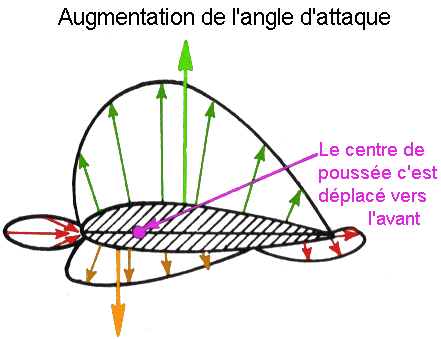 Augmentation de l'angle d'attaque
Le centre de
poussée c'est
déplacé vers
l'avant